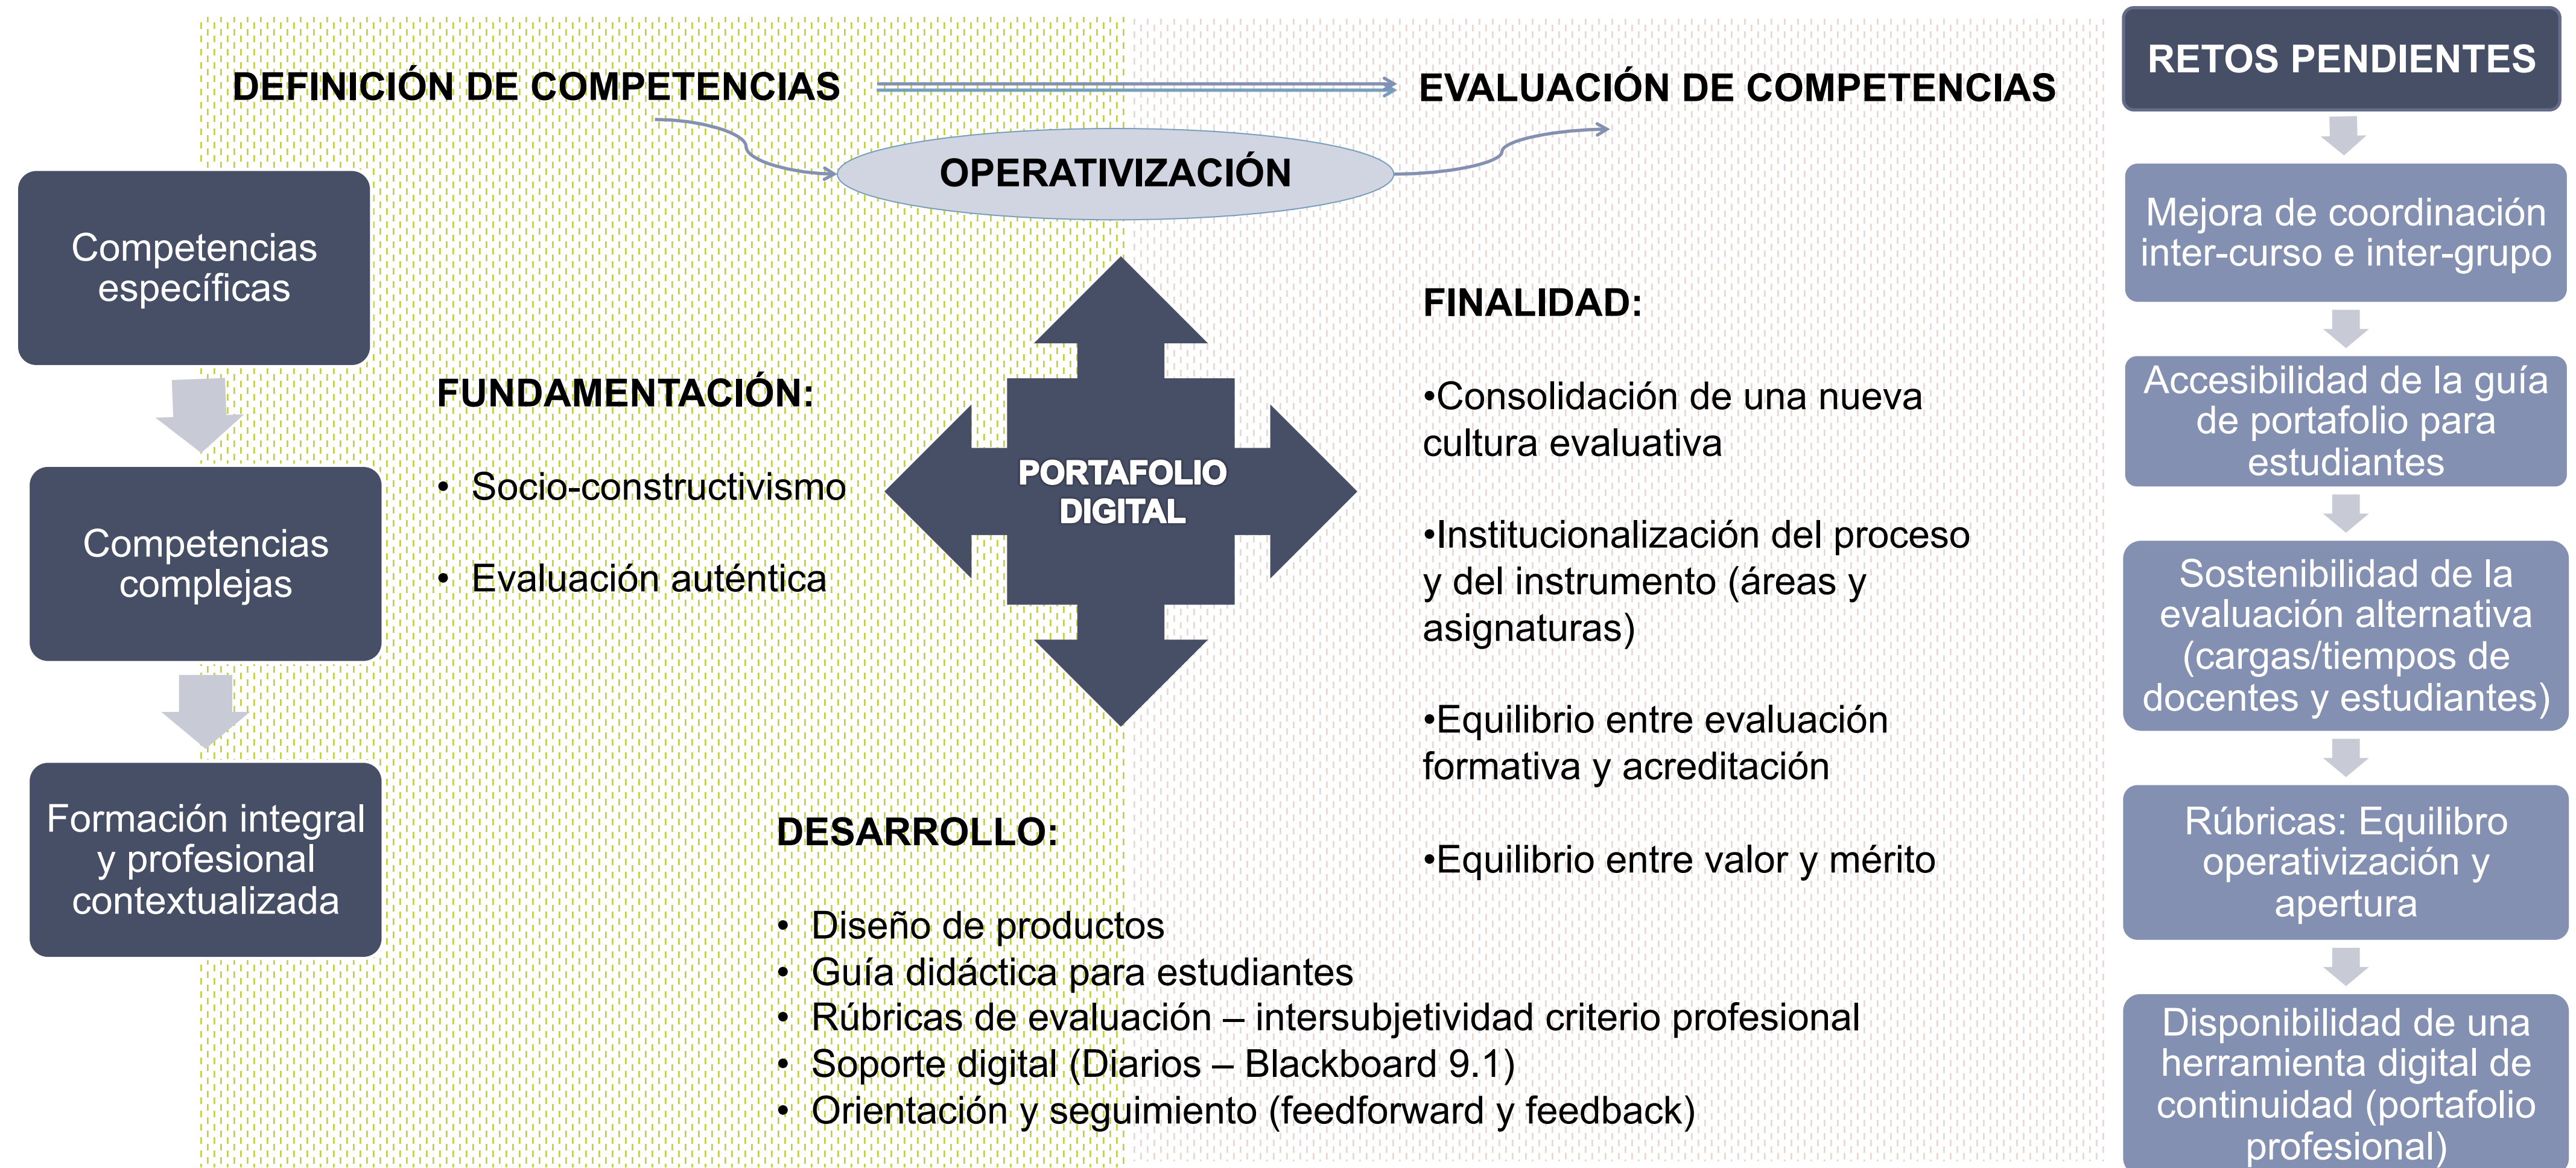 DEFINICIÓN DE COMPETENCIAS
EVALUACIÓN DE COMPETENCIAS
OPERATIVIZACIÓN
Competencias
específicas
Competencias
complejas
Formación integral
y profesional
contextualizada
FUNDAMENTACIÓN:
• Socio-constructivismo
• Evaluación auténtica
PORTAFOLIO
DIGITAL
FINALIDAD:
•Consolidación de una nueva
cultura evaluativa
•Institucionalización del proceso
y del instrumento (áreas y
asignaturas)
•Equilibrio entre evaluación
formativa y acreditación
•Equilibrio entre valor y mérito
DESARROLLO:
• Diseño de productos
• Guía didáctica para estudiantes
• Rúbricas de evaluación – intersubjetividad criterio profesional
• Soporte digital (Diarios – Blackboard 9.1)
• Orientación y seguimiento (feedforward y feedback)
RETOS PENDIENTES
Mejora de coordinación
inter-curso e inter-grupo
Accesibilidad de la guía
de portafolio para
estudiantes
Sostenibilidad de la
evaluación alternativa
(cargas/tiempos de
docentes y estudiantes)
Rúbricas: Equilibro
operativización y
apertura
Disponibilidad de una
herramienta digital de
continuidad (portafolio
profesional)